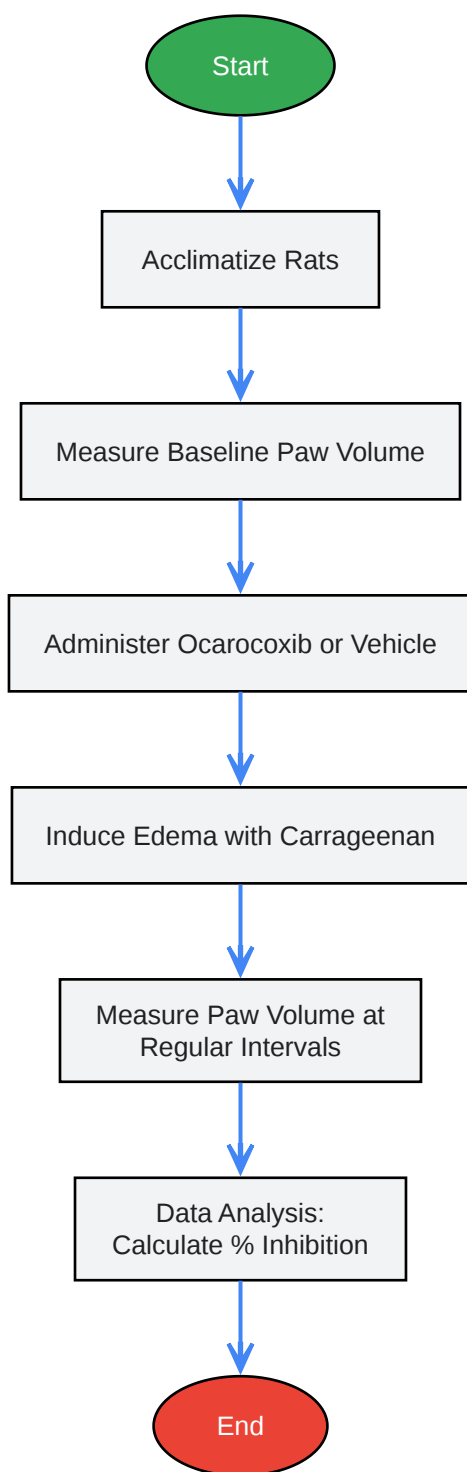 Start
Acclimatize Rats
Measure Baseline Paw Volume
Administer Ocarocoxib or Vehicle
Induce Edema with Carrageenan
Measure Paw Volume at
Regular Intervals
Data Analysis:
Calculate % Inhibition
End